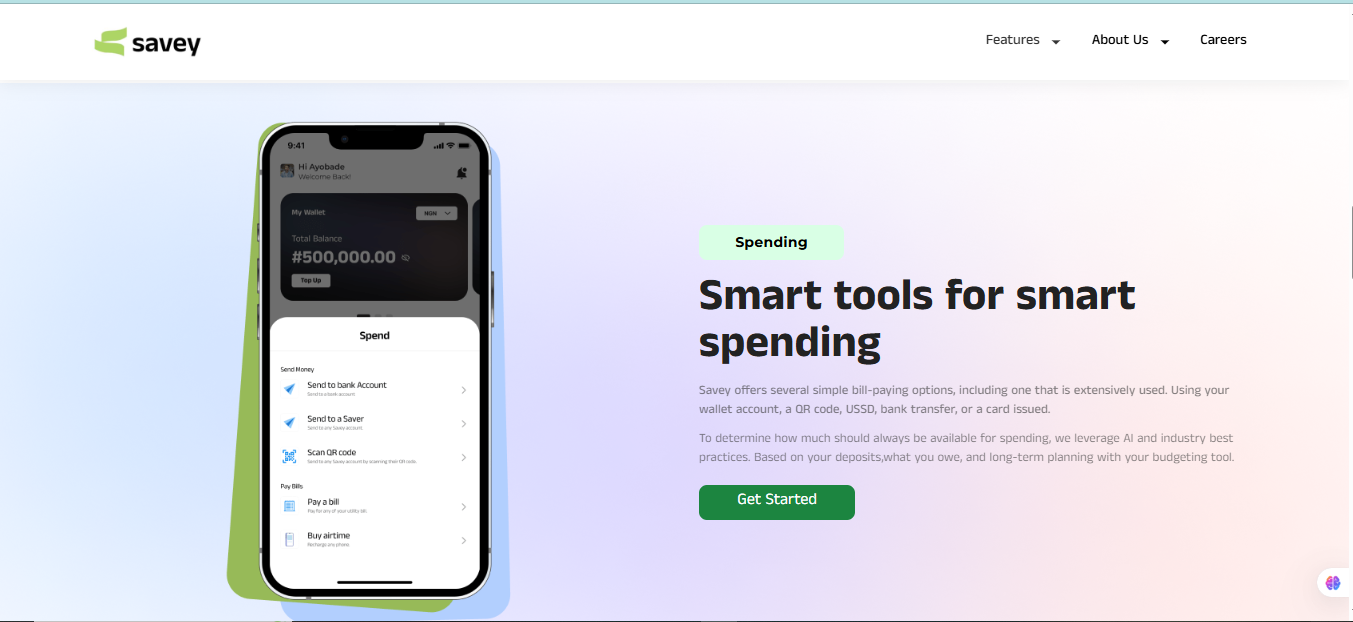 savey
Features
About Us
Careers
9:41
Hi Ayobade
Welcome Back!
My Wallet
NGN
Total Balance
#500,000.00
Top Up
Spend
Send Money
Send to bank Account
Send to a bank account
Send to a Saver
Send to any Savey account
Scan QR code
Send to any Savey account by scanning their QR code.
Pay Bills
Pay a bill
Pay for any of your utility bill
Buy airtime
Recharge any phone
Spending
Smart tools for smart
spending
Savey offers several simple bill-paying options, including one that is extensively used. Using your
wallet account, a QR code, USSD, bank transfer, or a card issued.
To determine how much should always be available for spending, we leverage AI and industry best
practices. Based on your deposits,what you owe, and long-term planning with your budgeting tool.
Get Started